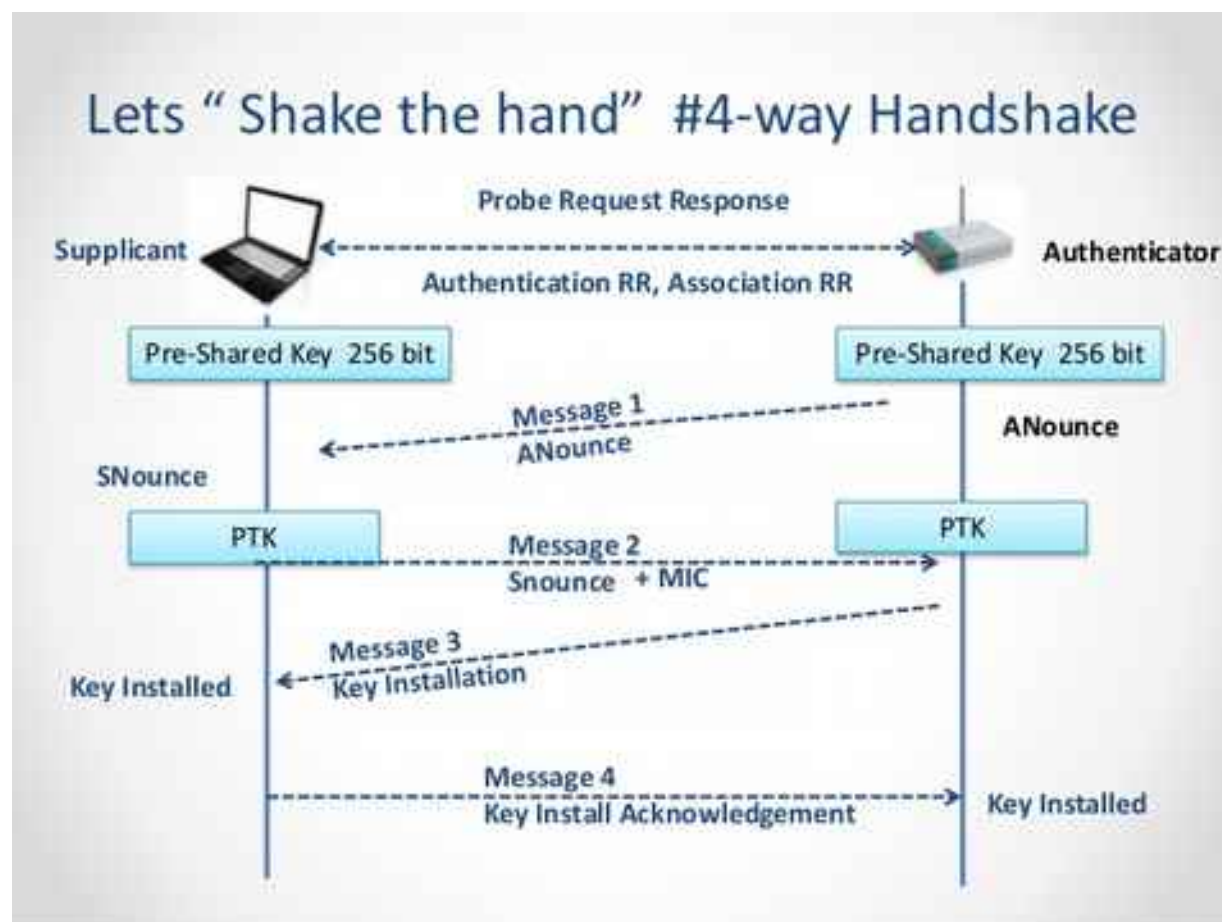 Lets “ Shake the hand”  #4-way Handshake
Probe Request Response
Supplicant
Authenticator
Authentication RR, Association RR
Pre-Shared Key 256 bit
Pre-Shared Key 256 bit
Message 1
ANounce
ANounce
SNounce
PTK
PTK
Message 2
Snounce + MIC
Message 3
Key Installation
Key Installed
Message 4
Key Install Acknowledgement
Key Installed